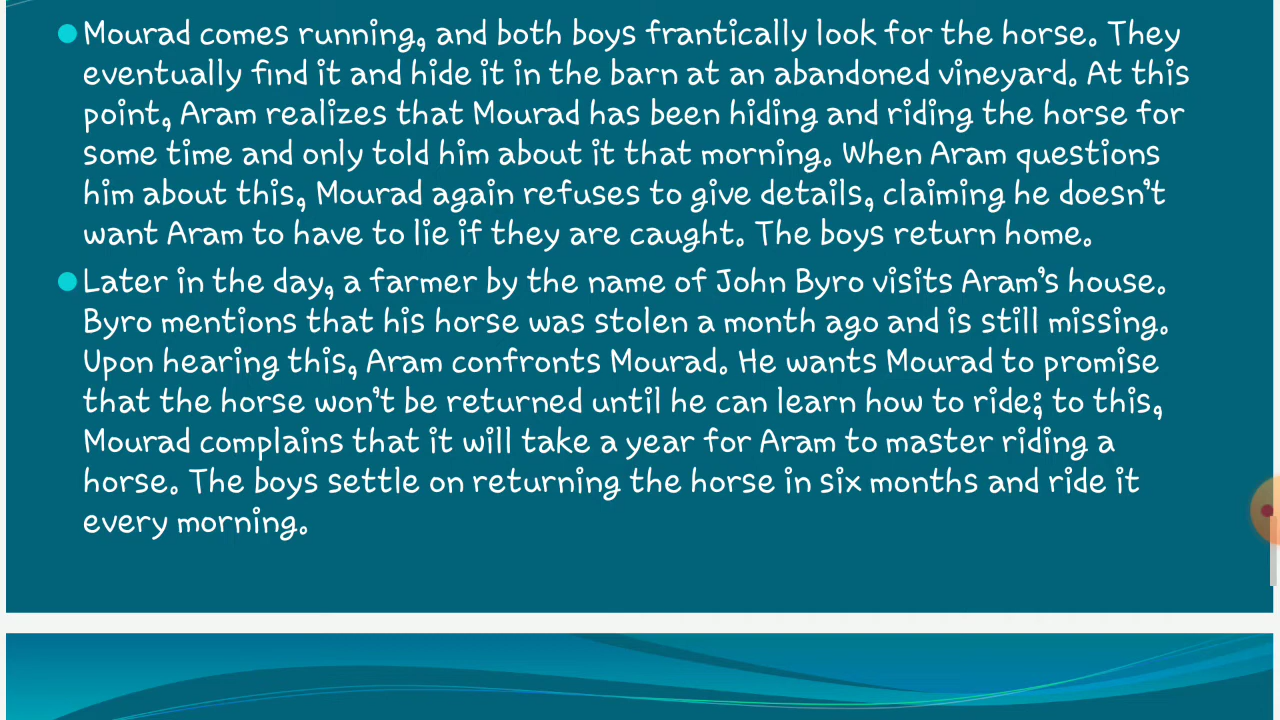 Mourad comes running, and both boys frantically look for the horse. They
eventually find it and hide it in the barn at an abandoned vineyard. At this
point, Aram realizes that Mourad has been hiding and riding the horse for
some time and only told him about it that morning. When Aram questions
him about this, Mourad again refuses to give details, claiming he doesn't
want Aram to have to lie if they are caught. The boys return home.
Later in the day, a farmer by the name of John Byro visits Aram's house.
Byro mentions that his horse was stolen a month ago and is still missing.
Upon hearing this, Aram confronts Mourad. He wants Mourad to promise
that the horse won't be returned until he can learn how to ride; to this,
Mourad complains that it will take a year for Aram to master riding a
horse. The boys settle on returning the horse in six months and ride it
every morning.